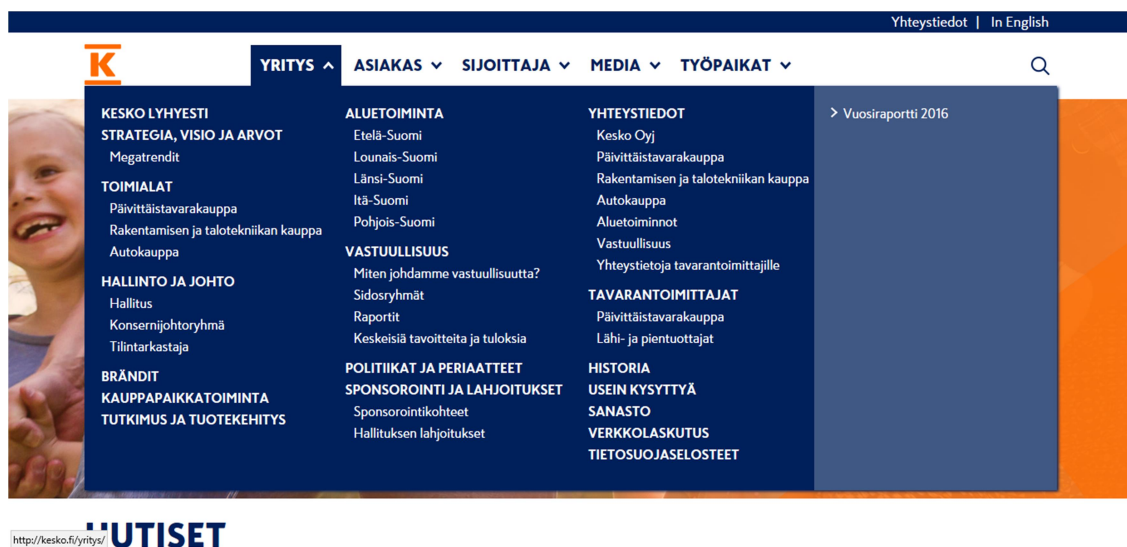 Yhteystiedot | In English
K
YRITYS ASIAKAS SIJOITTAJA MEDIA TYÖPAIKAT
KESKO LYHYESTI
STRATEGIA, VISIO JA ARVOT
Megatrendit
TOIMIALAT
Päivittäistavarakauppa
Rakentamisen ja talotekniikan kauppa
Autokauppa
HALLINTO JA JOHTO
Hallitus
Konsernijohtoryhmä
Tilintarkastaja
BRÄNDIT
KAUPPAPAIKKATOIMINTA
TUTKIMUS JA TUOTEKEHITYS
ALUETOIMINTA
Etelä-Suomi
Lounais-Suomi
Länsi-Suomi
Itä-Suomi
Pohjois-Suomi
VASTUULLISUUS
Miten johdamme vastuullisuutta?
Sidosryhmät
Raportit
Keskeisiä tavoitteita ja tuloksia
POLITIIKAT JA PERIAATTEET
SPONSOROINTI JA LAHJOITUKSET
Sponsorointikohteet
Hallituksen lahjoitukset
YHTEYSTIEDOT
Kesko Oyj
Päivittäistavarakauppa
Rakentamisen ja talotekniikan kauppa
Autokauppa
Aluetoiminnot
Vastuullisuus
Yhteystietoja tavarantoimittajille
TAVARANTOIMITTAJAT
Päivittäistavarakauppa
Lähi- ja pientuottajat
HISTORIA
USEIN KYSYTTYÄ
SANASTO
VERKKOLASKUTUS
TIETOSUOJASELOSTEET
Vuosiraportti 2016
UUTISET
http://kesko.fi/yritys/